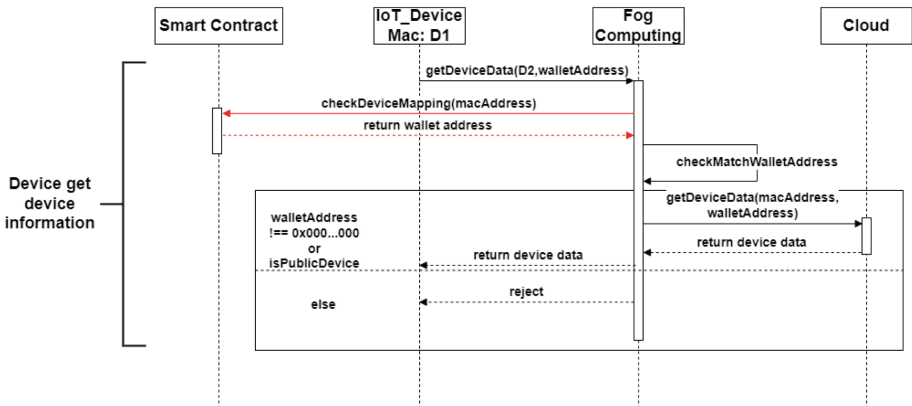 Smart Contract
IoT_Device
Mac: D1
Fog
Computing
Cloud
getDeviceData(D2,walletAddress)
checkDeviceMapping(macAddress)
return wallet address
checkMatchWalletAddress
Device get
device
information
getDeviceData(macAddress,
walletAddress)
walletAddress
!== 0x000...000
or
isPublicDevice
return device data
return device data
reject
else